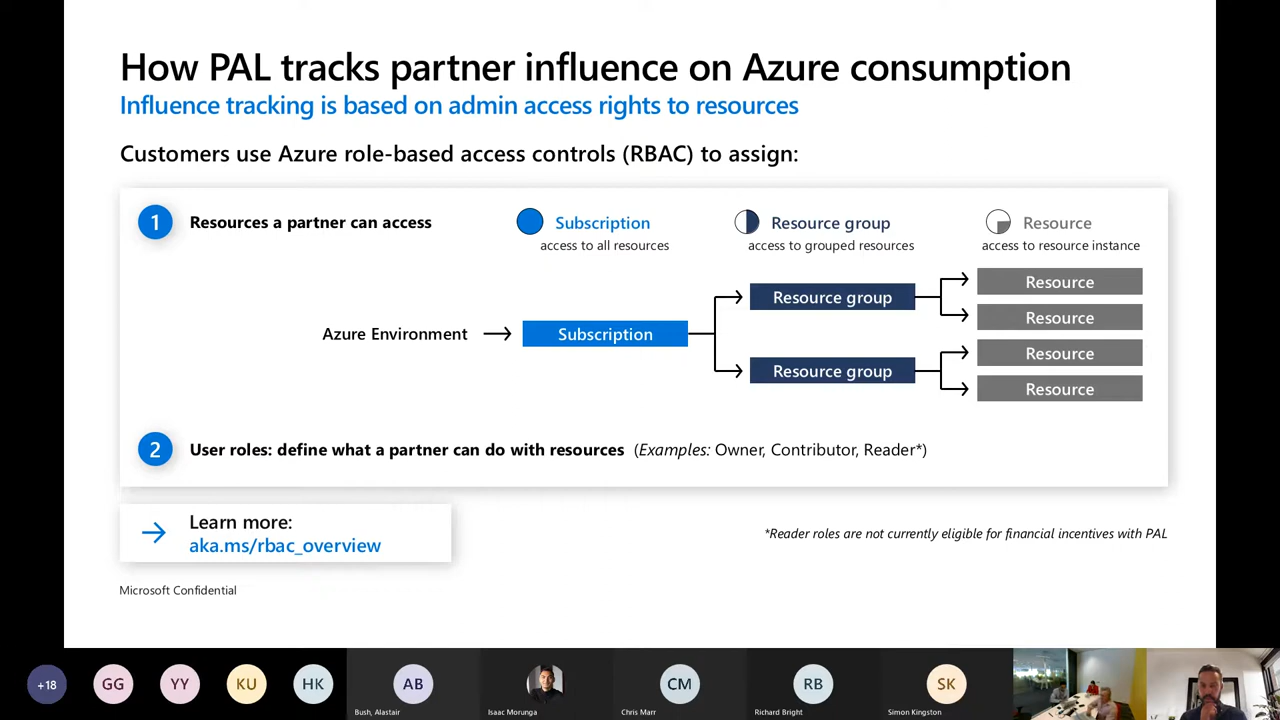 How PAL tracks partner influence on Azure consumption
Influence tracking is based on admin access rights to resources
Customers use Azure role-based access controls (RBAC) to assign:
1 Resources a partner can access
Subscription
access to all resources
Resource group
access to grouped resources
Resource
access to resource instance
Azure Environment
Subscription
Resource group
Resource group
Resource
Resource
Resource
Resource
2 User roles: define what a partner can do with resources (Examples: Owner, Contributor, Reader*)
Learn more:
aka.ms/rbac_overview
*Reader roles are not currently eligible for financial incentives with PAL
Microsoft Confidential
+18
GG
YY
KU
HK
AB
Bush, Alastair
Isaac Morunga
CM
Chris Marr
RB
Richard Bright
SK
Simon Kingston